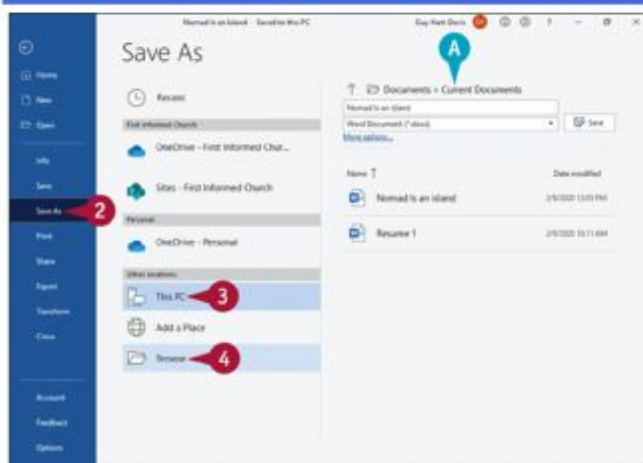 Nomad is an island - Saved to this PC
Guy Hart-Davis
A
Save As
Home
New
Open
Info
Save
Save As
2
Print
Share
Export
Transform
Close
Account
Feedback
Options
Recent
First Informed Church
OneDrive - First Informed Chur...
Sites - First Informed Church
Personal
OneDrive - Personal
Other locations
This PC
3
Add a Place
Browse
4
Documents > Current Documents
Nomad is an island
Word Document (*.docx)
Save
More options...
Name
Date modified
Nomad is an island
Resume 1